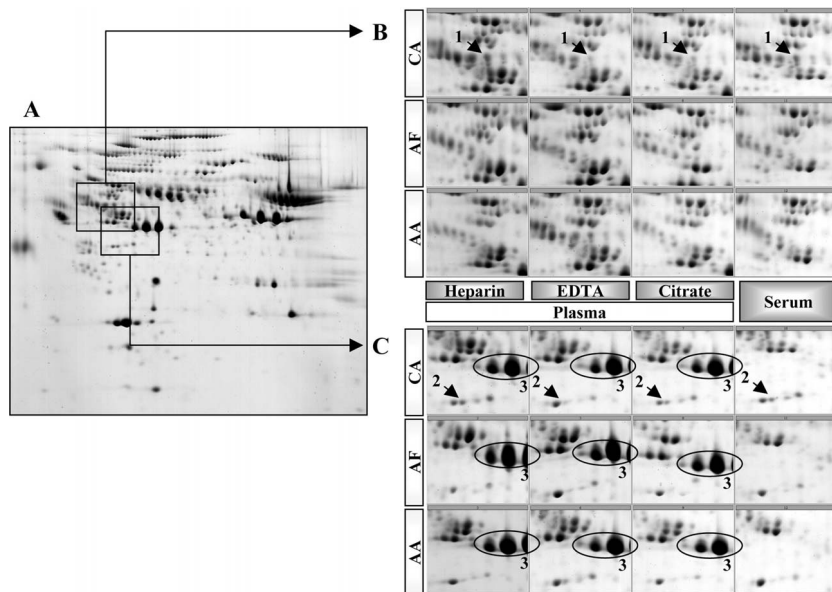 B
A
CA
1 1 1 1
AF
AA
Heparin EDTA Citrate Serum
Plasma
C
CA
3 3 3
2 2 2 2
AF
3 3 3
AA
3 3 3